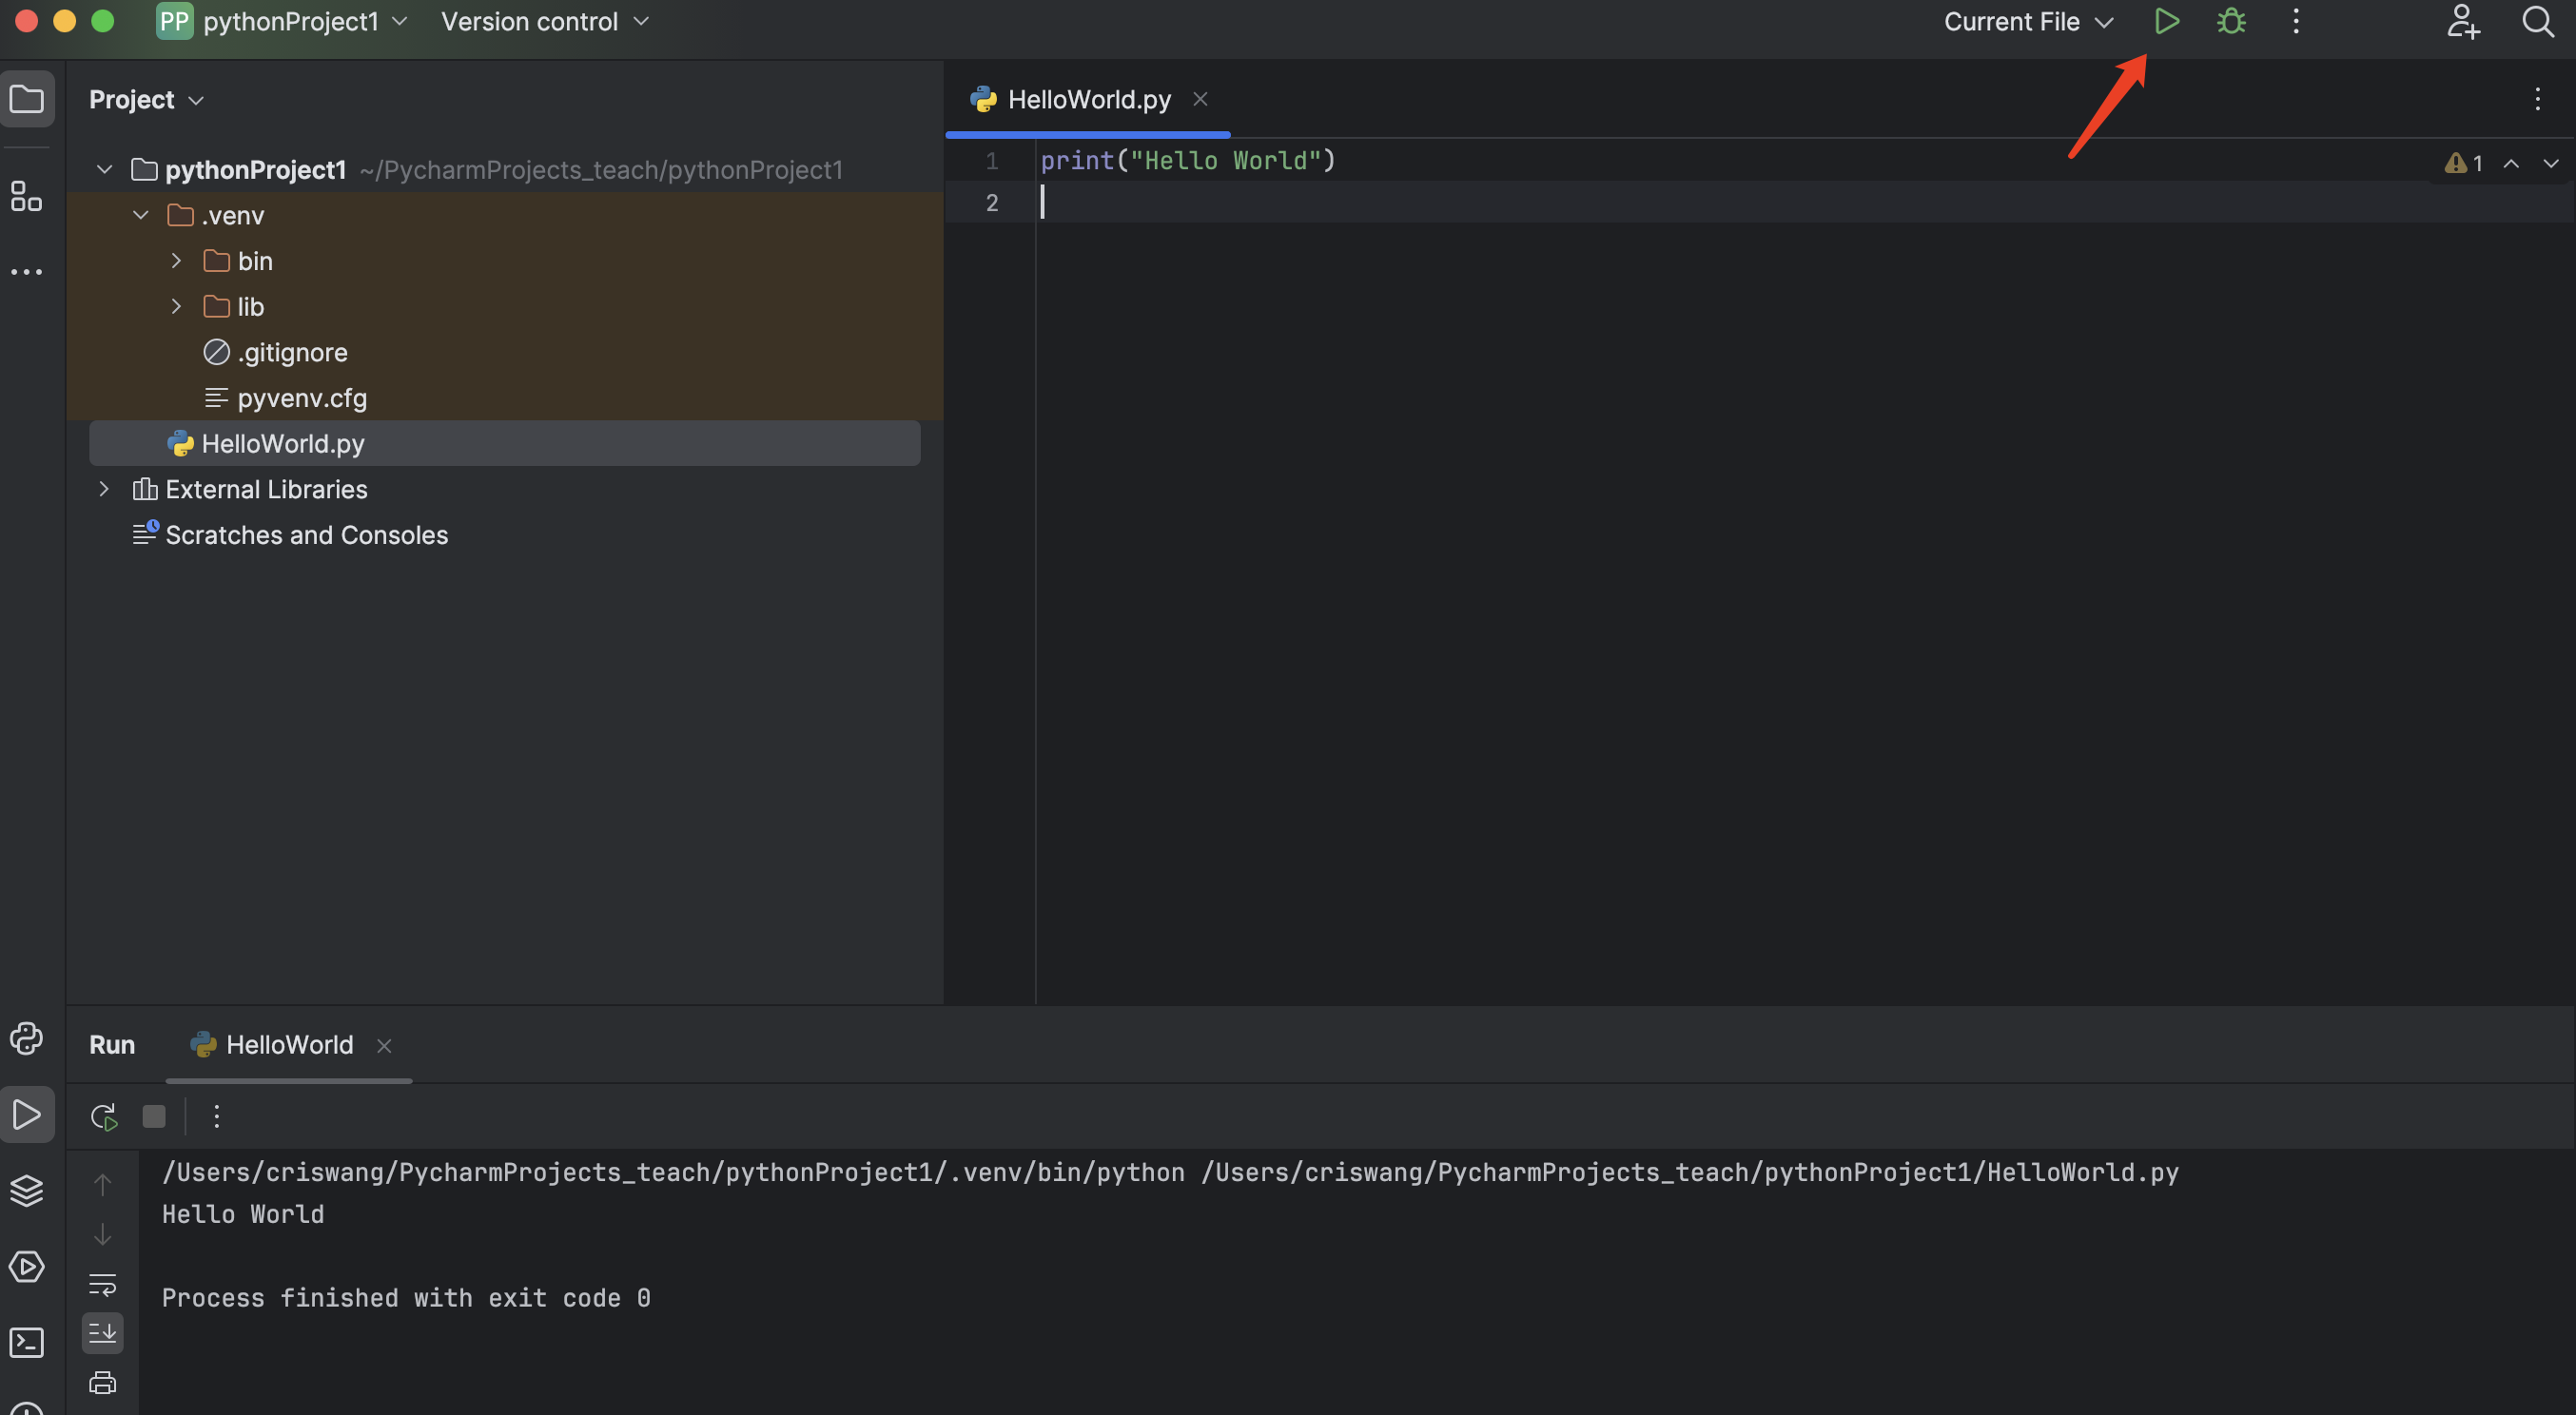 PP pythonProject1 Version control Current File
Project
pythonProject1 ~/PycharmProjects_teach/pythonProject1
.venv
bin
lib
.gitignore
pyvenv.cfg
HelloWorld.py
External Libraries
Scratches and Consoles
HelloWorld.py
1 print("Hello World")
2
1
Run HelloWorld
/Users/criswang/PycharmProjects_teach/pythonProject1/.venv/bin/python /Users/criswang/PycharmProjects_teach/pythonProject1/HelloWorld.py
Hello World
Process finished with exit code 0